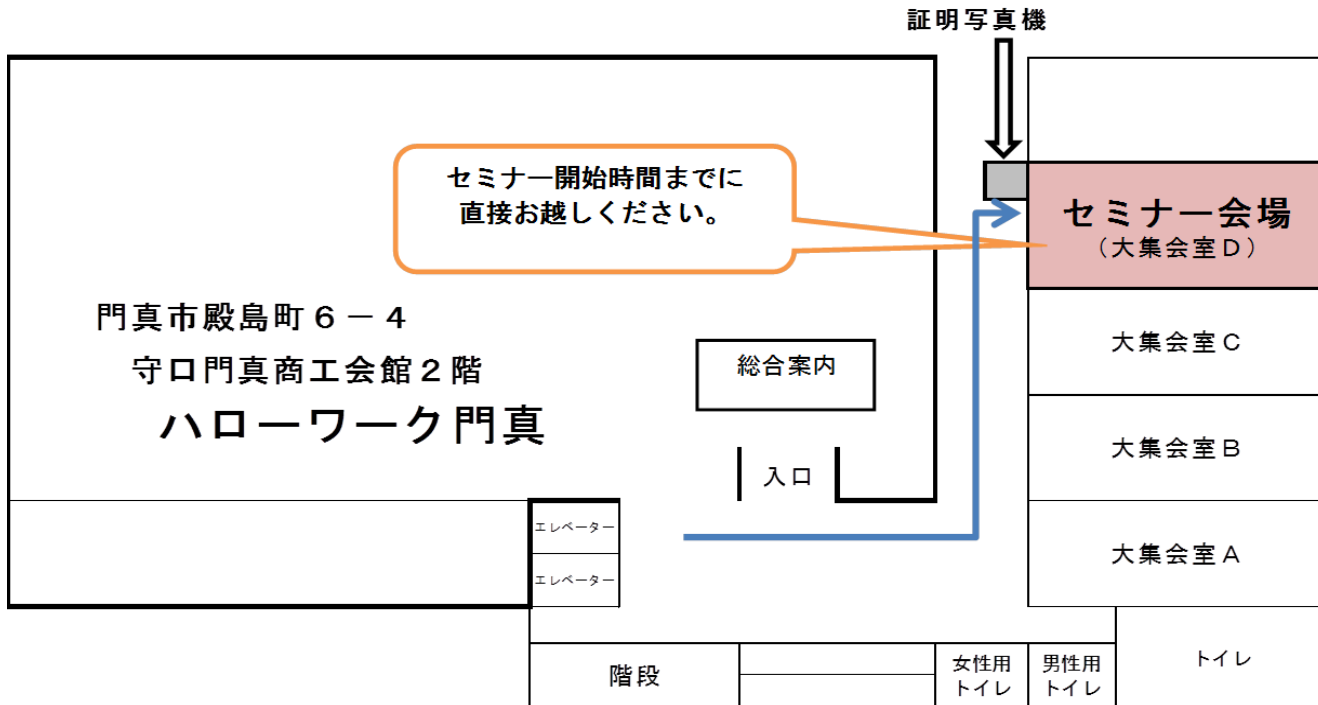 証明写真機
セミナー開始時間までに
直接お越しください。
セミナー会場
（大集会室Ｄ）
門真市殿島町６－４
守口門真商工会館２階
ハローワーク門真
総合案内
大集会室Ｃ
入口
大集会室Ｂ
エレベーター
エレベーター
大集会室Ａ
階段
女性用
トイレ
男性用
トイレ
トイレ